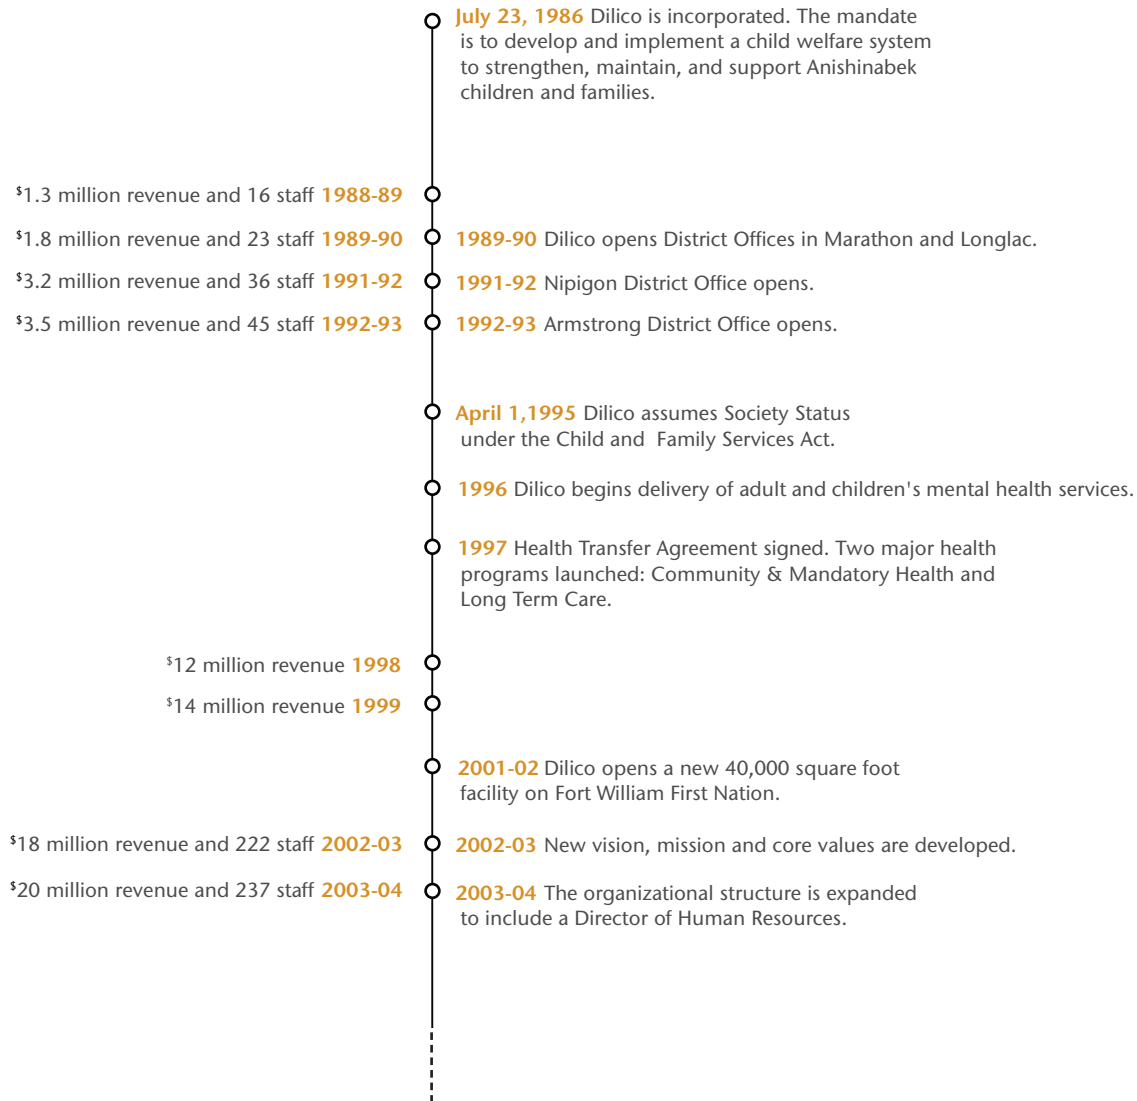 July 23, 1986 Dilico is incorporated. The mandate
is to develop and implement a child welfare system
to strengthen, maintain, and support Anishinabek
children and families.
$1.3 million revenue and 16 staff 1988-89
$1.8 million revenue and 23 staff 1989-90
1989-90 Dilico opens District Offices in Marathon and Longlac.
$3.2 million revenue and 36 staff 1991-92
1991-92 Nipigon District Office opens.
$3.5 million revenue and 45 staff 1992-93
1992-93 Armstrong District Office opens.
April 1,1995 Dilico assumes Society Status
under the Child and Family Services Act.
1996 Dilico begins delivery of adult and children's mental health services.
1997 Health Transfer Agreement signed. Two major health
programs launched: Community & Mandatory Health and
Long Term Care.
$12 million revenue 1998
$14 million revenue 1999
2001-02 Dilico opens a new 40,000 square foot
facility on Fort William First Nation.
$18 million revenue and 222 staff 2002-03
2002-03 New vision, mission and core values are developed.
$20 million revenue and 237 staff 2003-04
2003-04 The organizational structure is expanded
to include a Director of Human Resources.